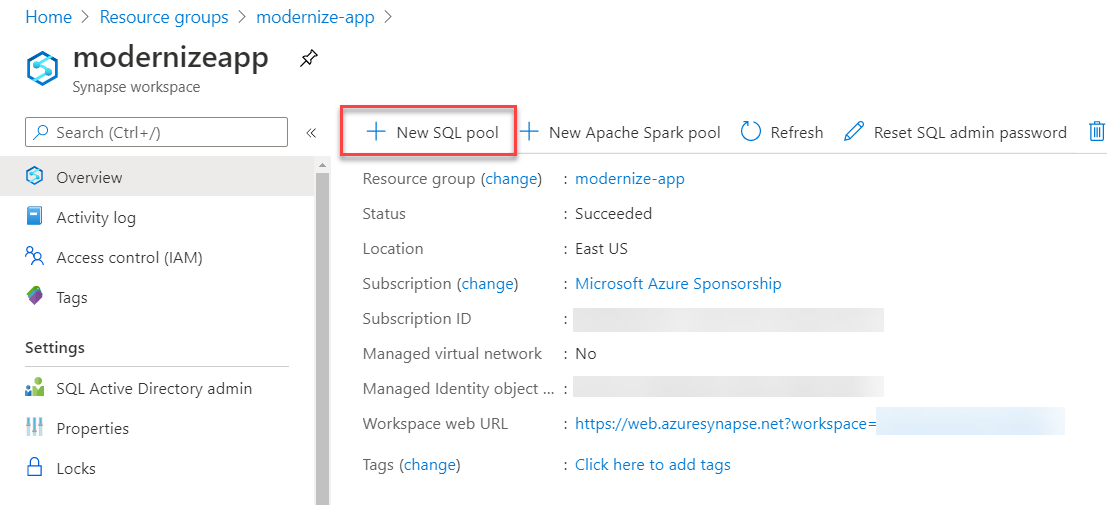 Home > Resource groups > modernize-app >
modernizeapp
Synapse workspace
Search (Ctrl+/)
«
Overview
Activity log
Access control (IAM)
Tags
Settings
SQL Active Directory admin
Properties
Locks
+ New SQL pool + New Apache Spark pool Refresh Reset SQL admin password
Resource group (change) : modernize-app
Status : Succeeded
Location : East US
Subscription (change) : Microsoft Azure Sponsorship
Subscription ID :
Managed virtual network : No
Managed Identity object ... :
Workspace web URL : https://web.azuresynapse.net?workspace=
Tags (change) : Click here to add tags